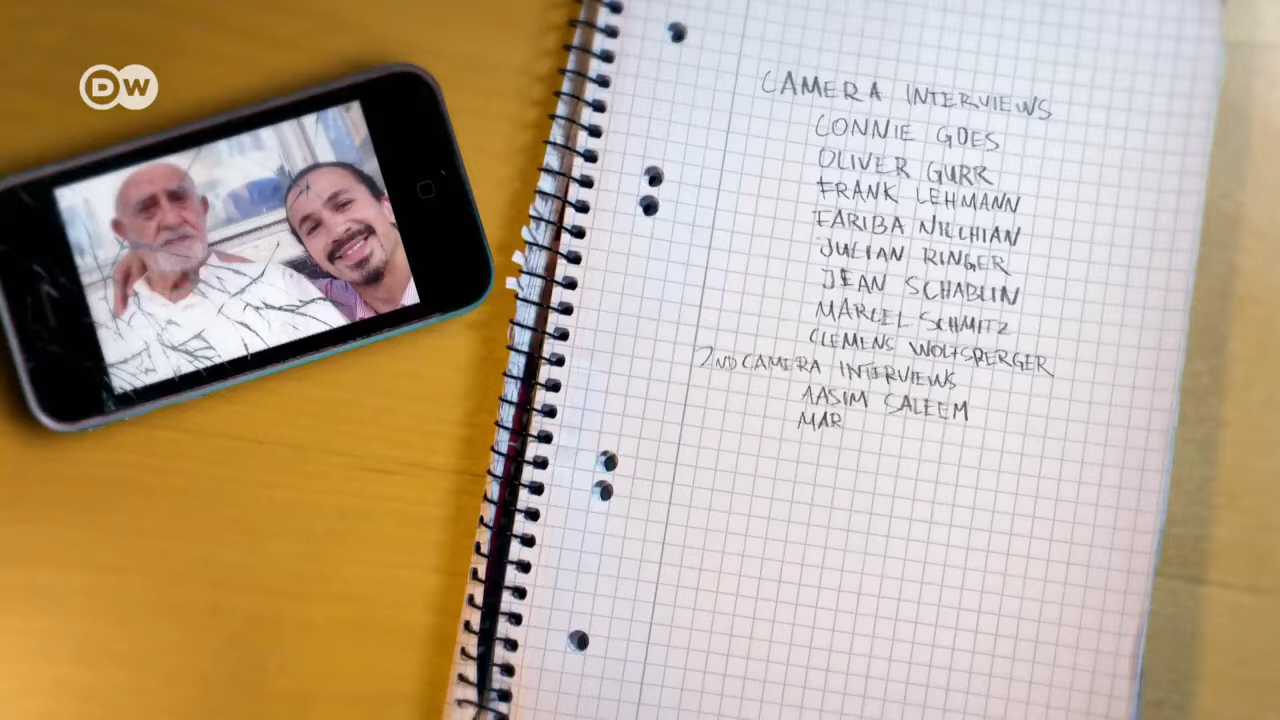 DW
CAMERA INTERVIEWS
CONNIE GOES
OLIVER GURR
FRANK LEHMANN
FARIBA NILCHIAN
JULIAN RINGER
JEAN SCHABLIN
MARCEL SCHMITZ
CLEMENS WOLFSPERGER
2ND CAMERA INTERVIEWS
AASIM SALEEM
MAR